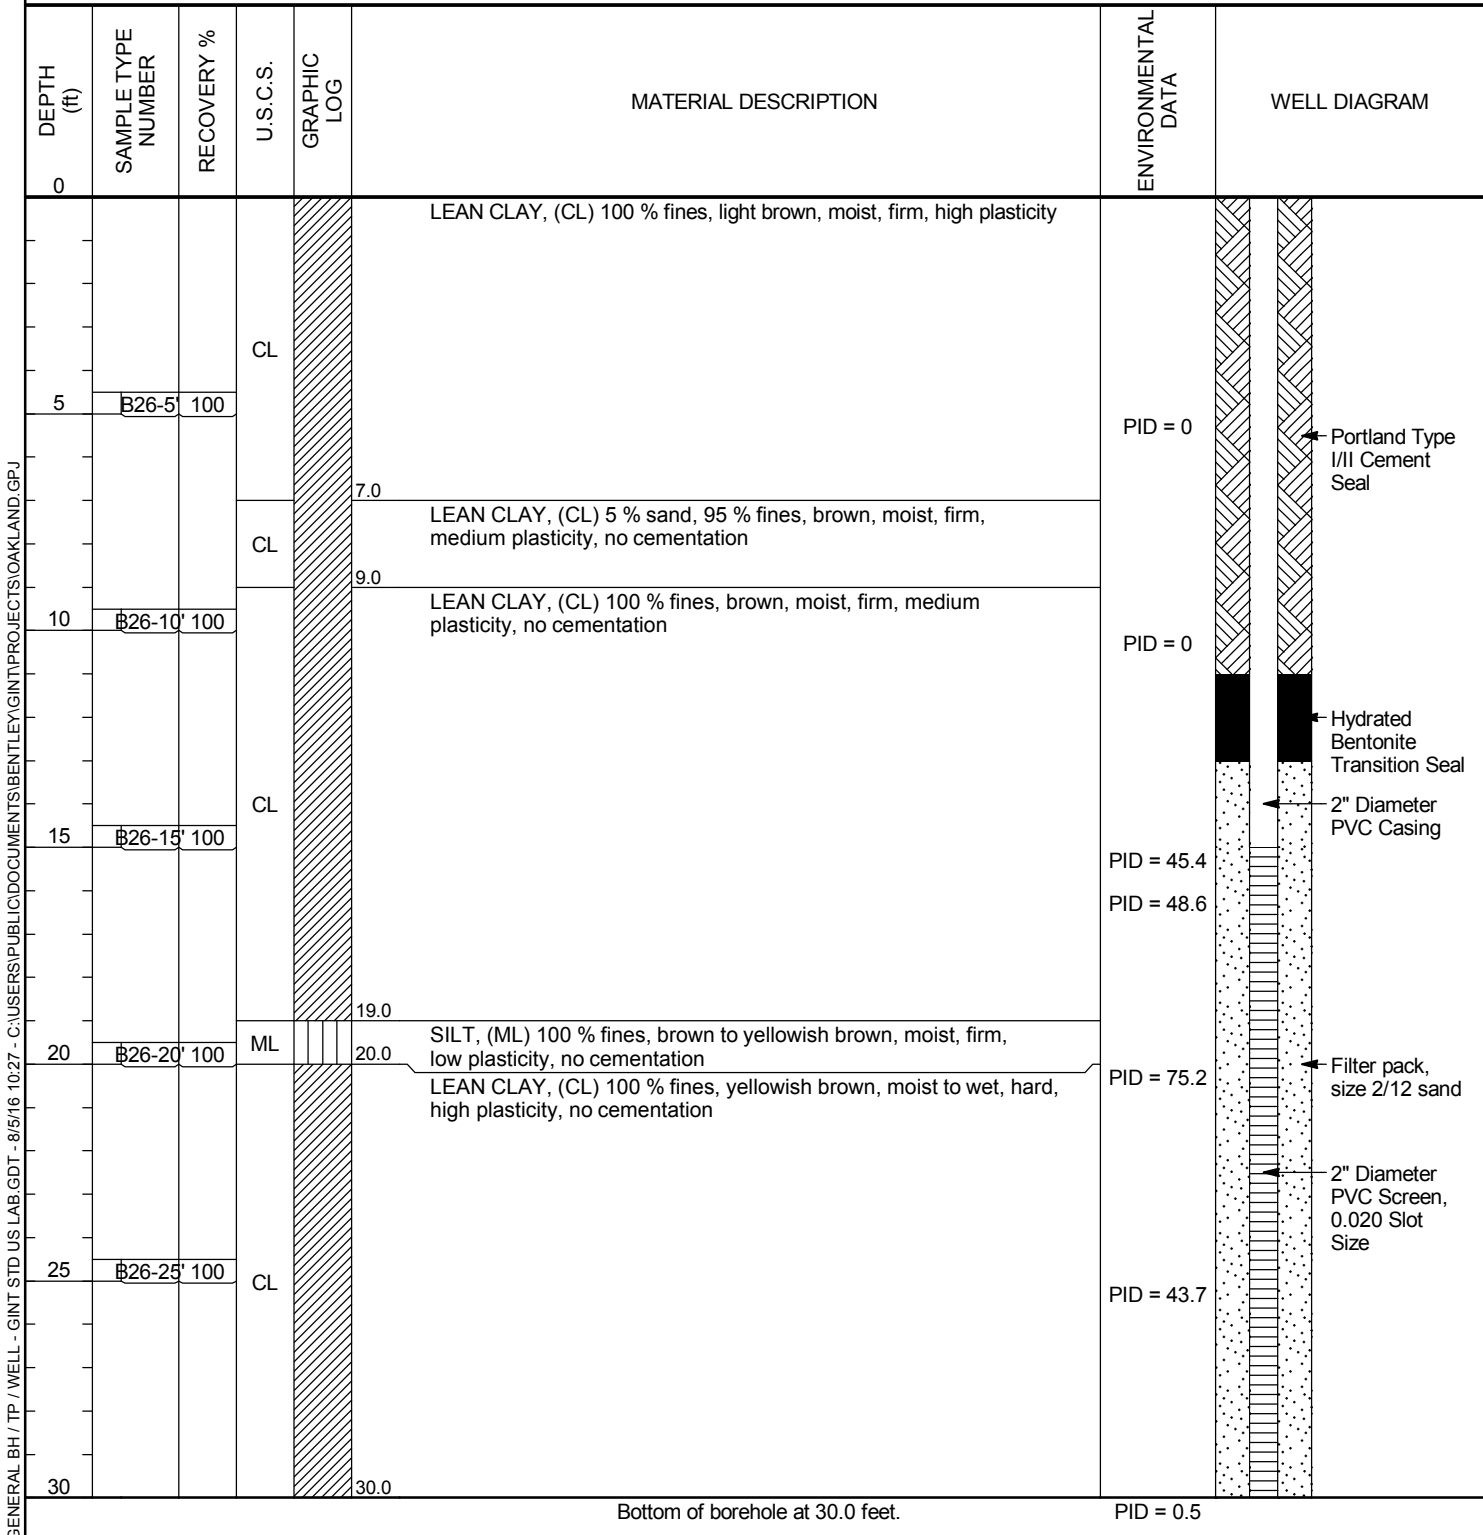 DEPTH
(ft)
SAMPLE TYPE
NUMBER
RECOVERY %
U.S.C.S.
GRAPHIC
LOG
MATERIAL DESCRIPTION
ENVIRONMENTAL
DATA
WELL DIAGRAM
0
LEAN CLAY, (CL) 100 % fines, light brown, moist, firm, high plasticity
CL
5
B26-5' 100
PID = 0
Portland Type
I/II Cement
Seal
7.0
LEAN CLAY, (CL) 5 % sand, 95 % fines, brown, moist, firm,
medium plasticity, no cementation
CL
9.0
LEAN CLAY, (CL) 100 % fines, brown, moist, firm, medium
plasticity, no cementation
10
B26-10' 100
PID = 0
Hydrated
Bentonite
Transition Seal
CL
2" Diameter
PVC Casing
15
B26-15' 100
PID = 45.4
PID = 48.6
19.0
SILT, (ML) 100 % fines, brown to yellowish brown, moist, firm,
low plasticity, no cementation
ML
20
B26-20' 100
20.0
LEAN CLAY, (CL) 100 % fines, yellowish brown, moist to wet, hard,
high plasticity, no cementation
PID = 75.2
Filter pack,
size 2/12 sand
2" Diameter
PVC Screen,
0.020 Slot
Size
25
B26-25' 100
CL
PID = 43.7
30
30.0
Bottom of borehole at 30.0 feet.
PID = 0.5
GENERAL BH / TP / WELL - GINT STD US LAB.GDT - 8/5/16 10:27 - C:\USERS\PUBLIC\DOCUMENTS\BENTLEY\GINT\PROJECTS\OAKLAND.GPJ